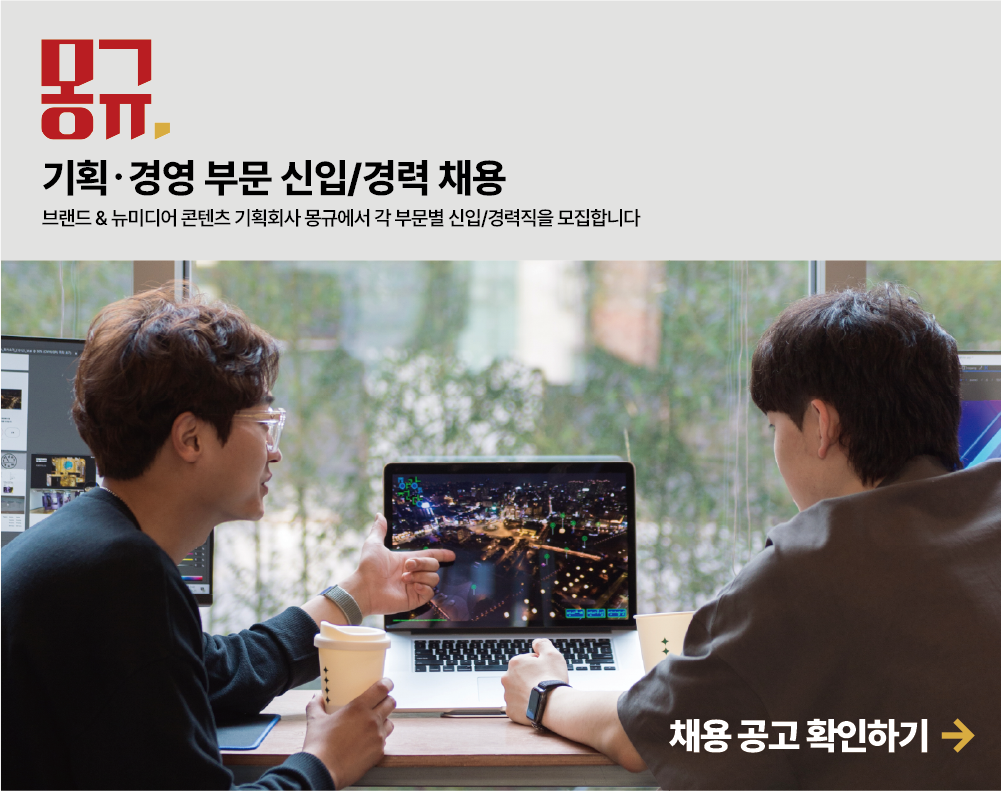 몽규
기획·경영 부문 신입/경력 채용
브랜드 & 뉴미디어 콘텐츠 기획회사 몽규에서 각 부문별 신입/경력직을 모집합니다
채용 공고 확인하기